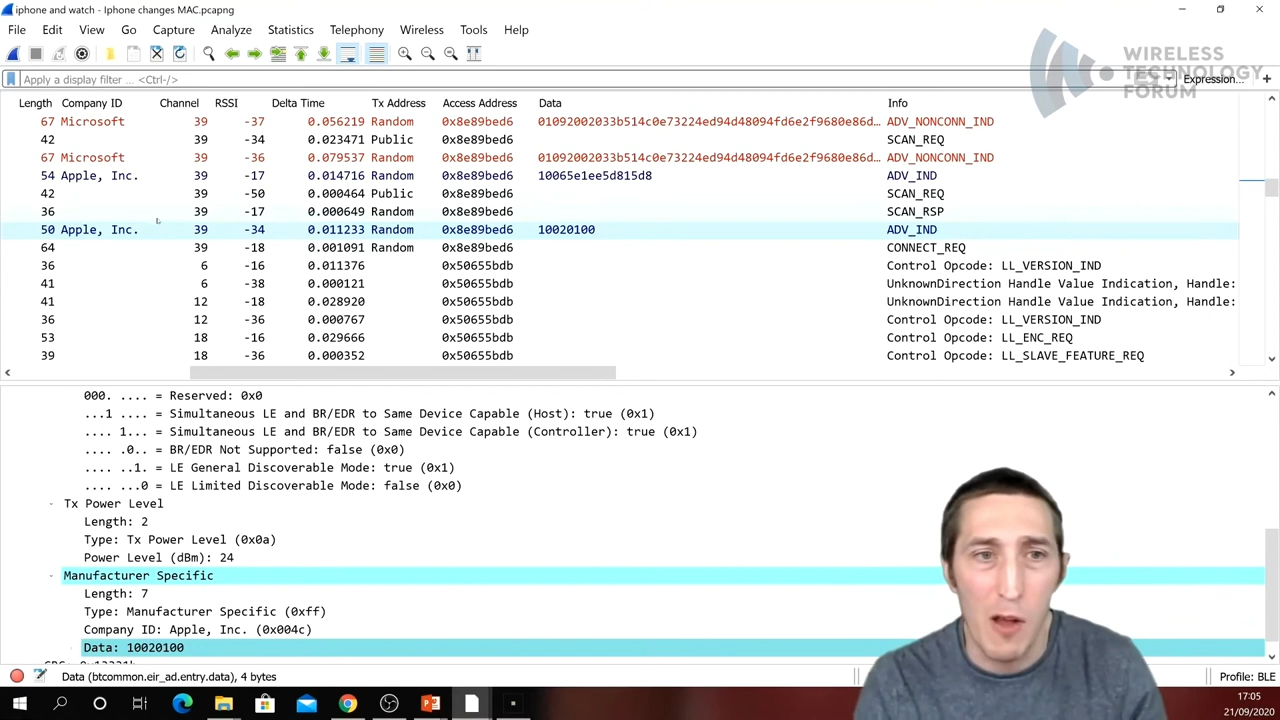 iphone and watch - Iphone changes MAC.pcapng
File Edit View Go Capture Analyze Statistics Telephony Wireless Tools Help
Apply a display filter ... <Ctrl-/> Expression... +
WIRELESS
TECHNOLOGY
FORUM
Length Company ID Channel RSSI Delta Time Tx Address Access Address Data Info
67 Microsoft 39 -37 0.056219 Random 0x8e89bed6 01092002033b514c0e73224ed94d48094fd6e2f9680e86d… ADV_NONCONN_IND
42 39 -34 0.023471 Public 0x8e89bed6 SCAN_REQ
67 Microsoft 39 -36 0.079537 Random 0x8e89bed6 01092002033b514c0e73224ed94d48094fd6e2f9680e86d… ADV_NONCONN_IND
54 Apple, Inc. 39 -17 0.014716 Random 0x8e89bed6 10065e1ee5d815d8 ADV_IND
42 39 -50 0.000464 Public 0x8e89bed6 SCAN_REQ
36 39 -17 0.000649 Random 0x8e89bed6 SCAN_RSP
50 Apple, Inc. 39 -34 0.011233 Random 0x8e89bed6 10020100 ADV_IND
64 39 -18 0.001091 Random 0x8e89bed6 CONNECT_REQ
36 6 -16 0.011376 0x50655bdb Control Opcode: LL_VERSION_IND
41 6 -38 0.000121 0x50655bdb UnknownDirection Handle Value Indication, Handle:
41 12 -18 0.028920 0x50655bdb UnknownDirection Handle Value Indication, Handle:
36 12 -36 0.000767 0x50655bdb Control Opcode: LL_VERSION_IND
53 18 -16 0.029666 0x50655bdb Control Opcode: LL_ENC_REQ
39 18 -36 0.000352 0x50655bdb Control Opcode: LL_SLAVE_FEATURE_REQ
000. .... = Reserved: 0x0
...1 .... = Simultaneous LE and BR/EDR to Same Device Capable (Host): true (0x1)
.... 1... = Simultaneous LE and BR/EDR to Same Device Capable (Controller): true (0x1)
.... .0.. = BR/EDR Not Supported: false (0x0)
.... ..1. = LE General Discoverable Mode: true (0x1)
.... ...0 = LE Limited Discoverable Mode: false (0x0)
Tx Power Level
Length: 2
Type: Tx Power Level (0x0a)
Power Level (dBm): 24
Manufacturer Specific
Length: 7
Type: Manufacturer Specific (0xff)
Company ID: Apple, Inc. (0x004c)
Data: 10020100
Data (btcommon.eir_ad.entry.data), 4 bytes Profile: BLE
17:05
21/09/2020